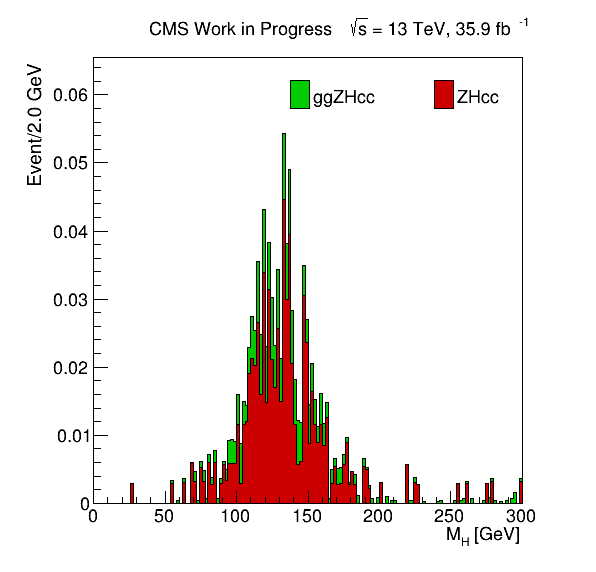 CMS Work in Progress √s = 13 TeV, 35.9 fb -1
Event/2.0 GeV
ggZHcc ZHcc
0.06
0.05
0.04
0.03
0.02
0.01
0
0 50 100 150 200 250 300
M_H [GeV]